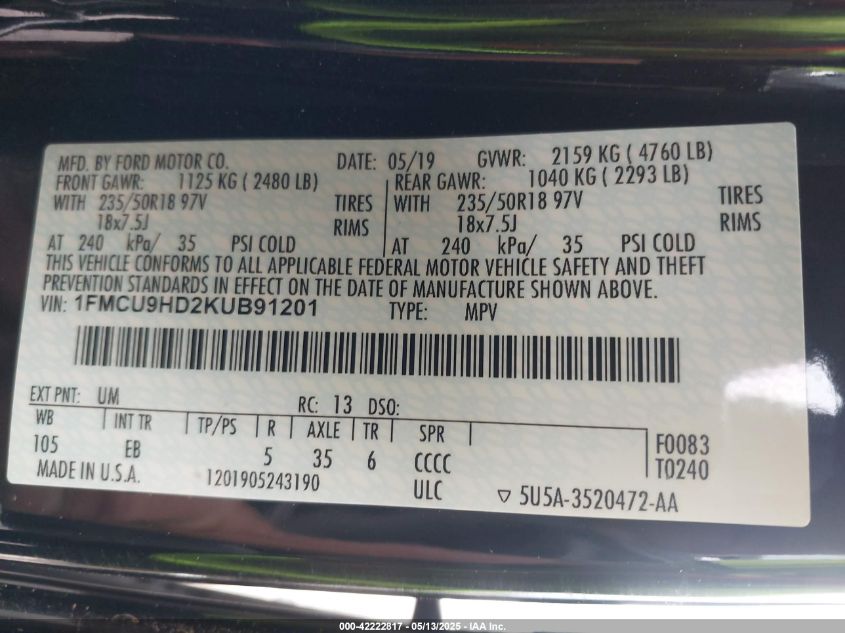 MFD. BY FORD MOTOR CO. DATE: 05/19 GVWR: 2159 KG ( 4760 LB)
FRONT GAWR: 1125 KG ( 2480 LB) REAR GAWR: 1040 KG ( 2293 LB)
WITH 235/50R18 97V TIRES WITH 235/50R18 97V TIRES
18x7.5J RIMS 18x7.5J RIMS
AT 240 kPa/ 35 PSI COLD AT 240 kPa/ 35 PSI COLD
THIS VEHICLE CONFORMS TO ALL APPLICABLE FEDERAL MOTOR VEHICLE SAFETY AND THEFT
PREVENTION STANDARDS IN EFFECT ON THE DATE OF MANUFACTURE SHOWN ABOVE.
VIN: 1FMCU9HD2KUB91201 TYPE: MPV
EXT PNT: UM RC: 13 DSO:
WB INT TR TP/PS R AXLE TR SPR F0083
105 EB 5 35 6 CCCC T0240
MADE IN U.S.A. 1201905243190 ULC ▽ 5U5A-3520472-AA
000-42222817 - 05/13/2025 - IAA Inc.